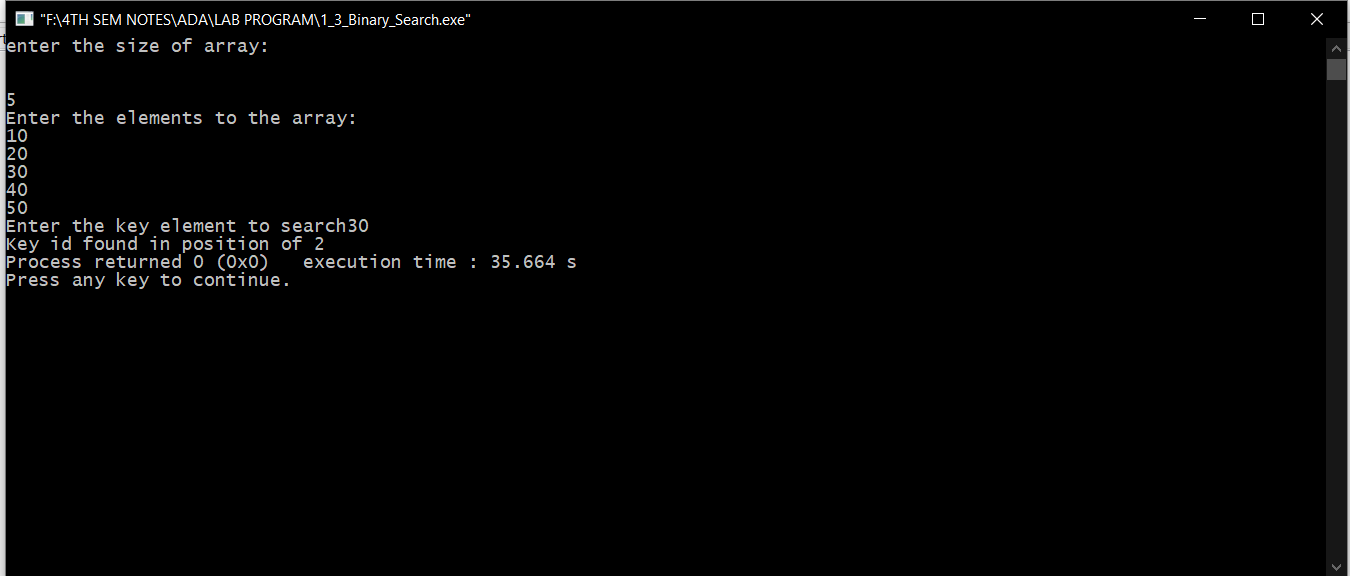 "F:\4TH SEM NOTES\ADA\LAB PROGRAM\1_3_Binary_Search.exe"
enter the size of array:
5
Enter the elements to the array:
10
20
30
40
50
Enter the key element to search30
Key id found in position of 2
Process returned 0 (0x0)   execution time : 35.664 s
Press any key to continue.